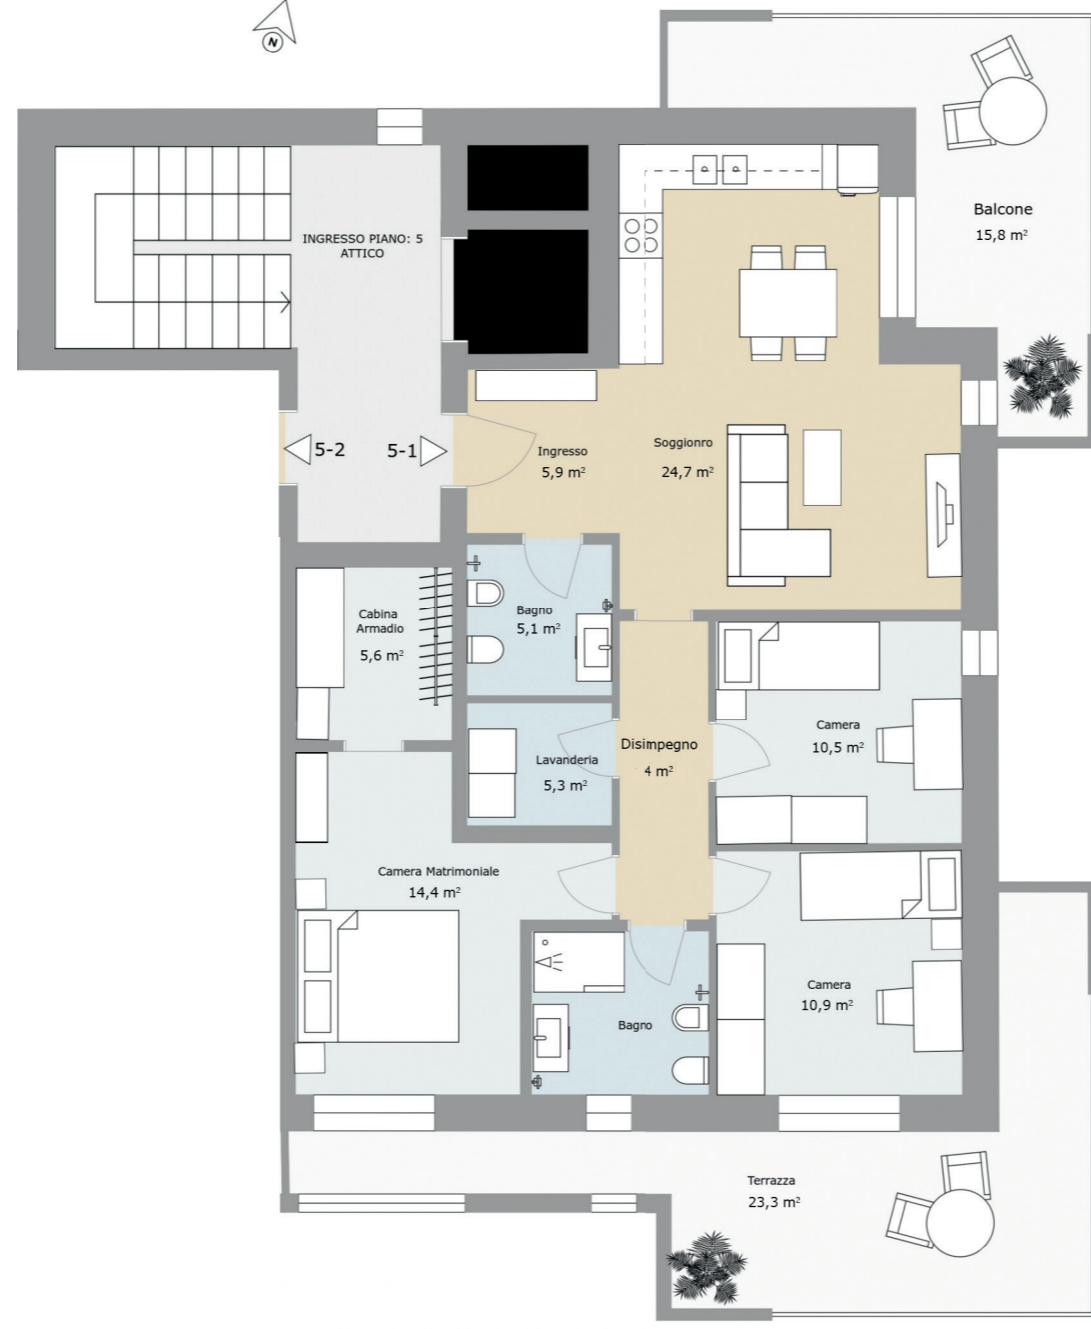 N
Balcone
15,8 m²
INGRESSO PIANO: 5
ATTICO
5-2
5-1
Ingresso
5,9 m²
Soggionro
24,7 m²
Cabina
Armadio
5,6 m²
Bagno
5,1 m²
Lavanderia
5,3 m²
Disimpegno
4 m²
Camera
10,5 m²
Camera Matrimoniale
14,4 m²
Camera
10,9 m²
Bagno
Terrazza
23,3 m²